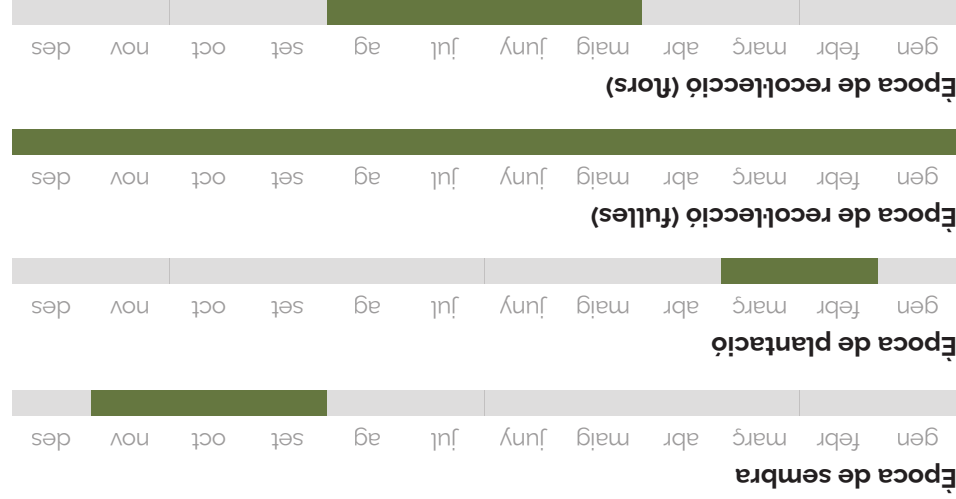 Època de sembra
gen febr març abr maig juny jul ag set oct nov des
Època de plantació
gen febr març abr maig juny jul ag set oct nov des
Època de recol·lecció (fulles)
gen febr març abr maig juny jul ag set oct nov des
Època de recol·lecció (flors)
gen febr març abr maig juny jul ag set oct nov des